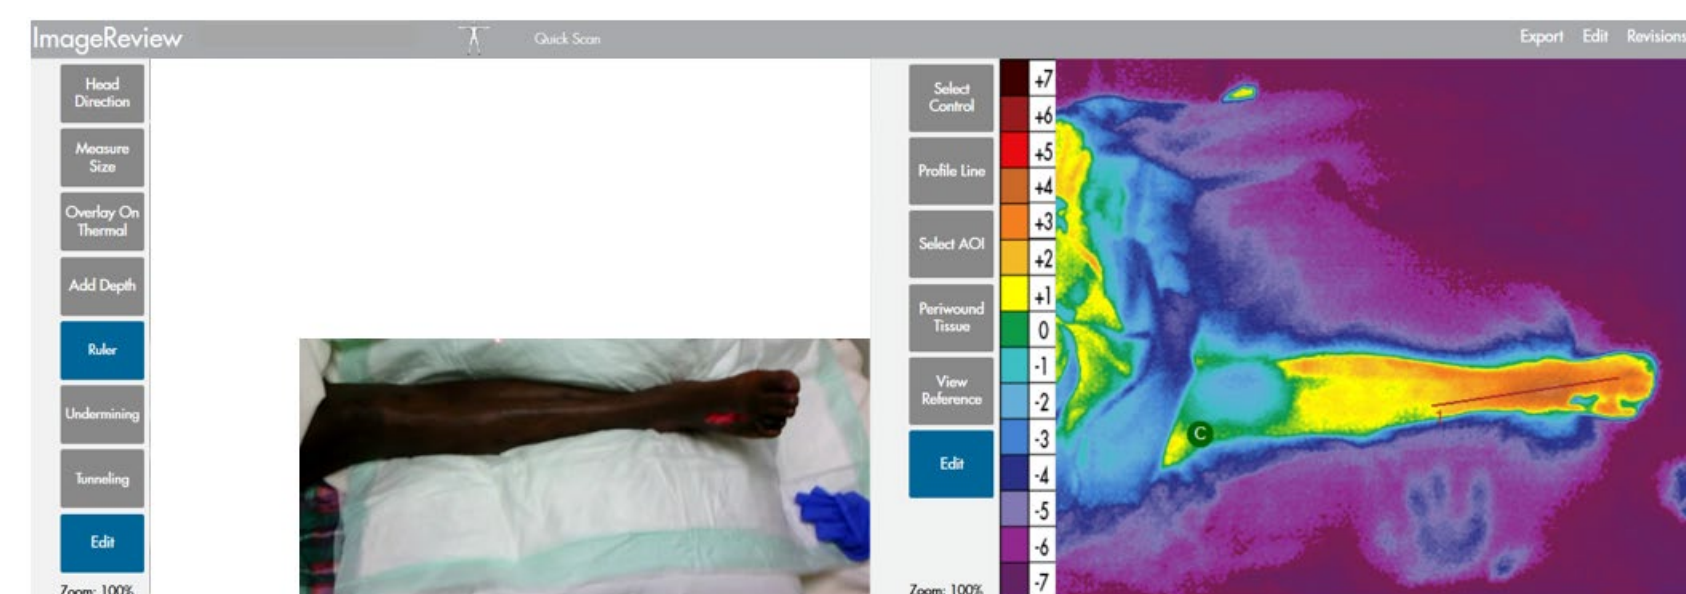 ImageReview
Quick Scan
Export Edit Revisions
Head
Direction
Measure
Size
Overlay On
Thermal
Add Depth
Ruler
Undermining
Tunneling
Edit
Zoom: 100%
Select
Control
Profile Line
Select AOI
Periwound
Tissue
View
Reference
Edit
Zoom: 100%
+7
+6
+5
+4
+3
+2
+1
0
-1
-2
-3
-4
-5
-6
-7
C
1